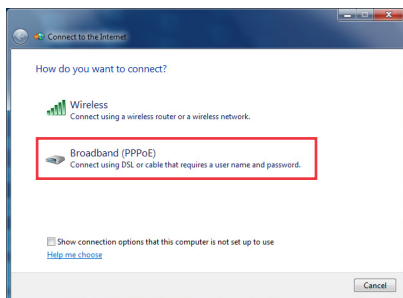 Connect to the Internet
How do you want to connect?
Wireless
Connect using a wireless router or a wireless network.
Broadband (PPPoE)
Connect using DSL or cable that requires a user name and password.
Show connection options that this computer is not set up to use
Help me choose
Cancel